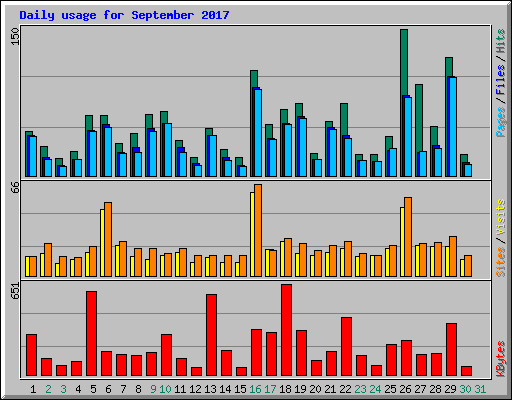 Daily usage for September 2017
150
Pages / Files / Hits
66
Sites / Visits
651
KBytes
1 2 3 4 5 6 7 8 9 10 11 12 13 14 15 16 17 18 19 20 21 22 23 24 25 26 27 28 29 30 31